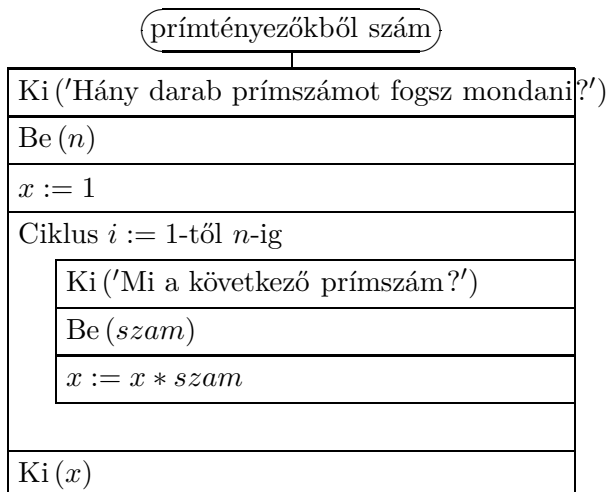 prímtényezőkből szám
Ki ('Hány darab prímszámot fogsz mondani?')
Be (n)
x := 1
Ciklus i := 1-től n-ig
Ki ('Mi a következő prímszám?')
Be (szam)
x := x ∗ szam
Ki (x)